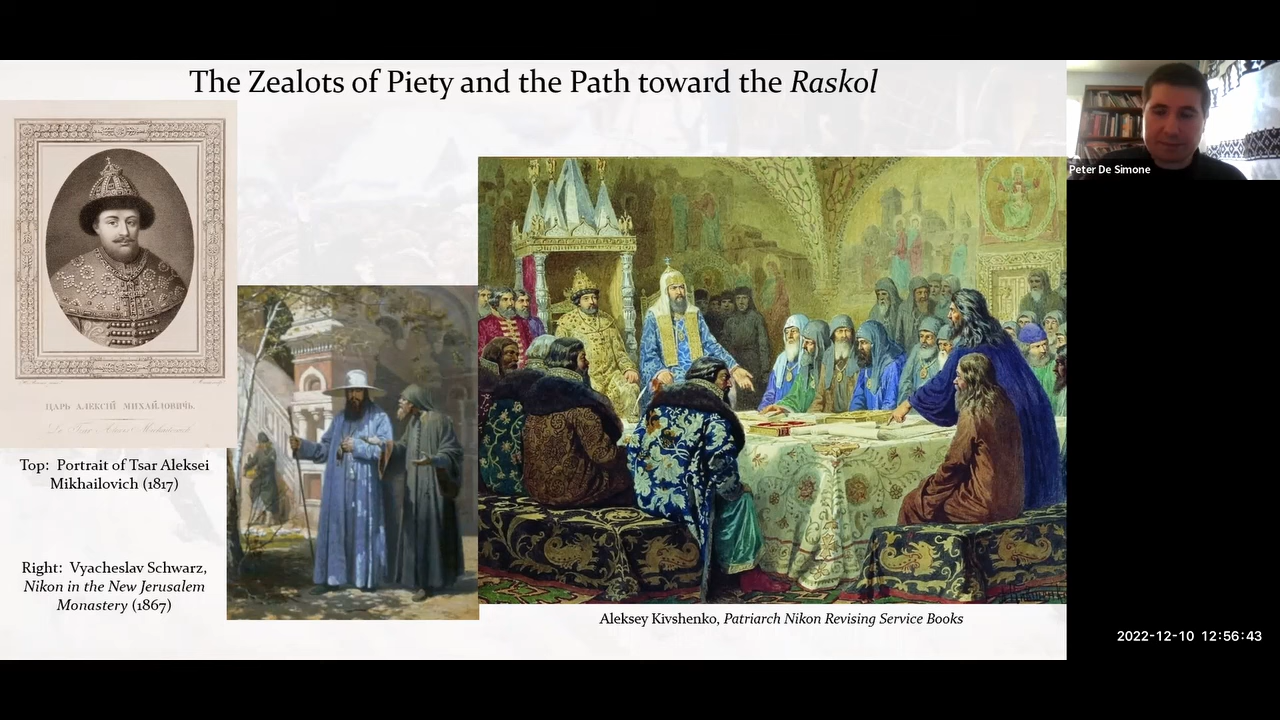 The Zealots of Piety and the Path toward the Raskol
Peter De Simone
ЦАРЬ АЛЕКСІЙ МИХАЙЛОВИЧЬ.
Top: Portrait of Tsar Aleksei
Mikhailovich (1817)
Right: Vyacheslav Schwarz,
Nikon in the New Jerusalem
Monastery (1867)
Aleksey Kivshenko, Patriarch Nikon Revising Service Books
2022-12-10 12:56:43